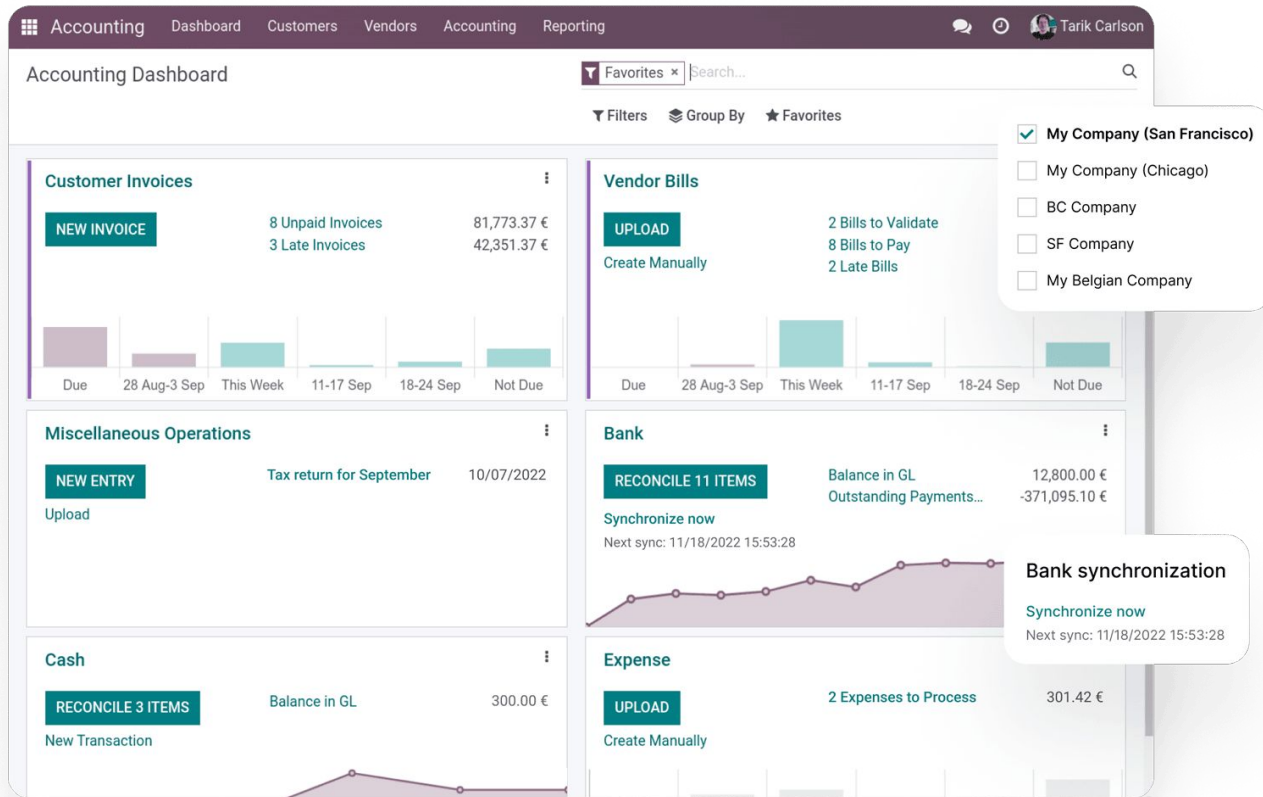 Accounting Dashboard Customers Vendors Accounting Reporting Tarik Carlson
Accounting Dashboard
Favorites × Search...
Filters Group By Favorites
My Company (San Francisco)
My Company (Chicago)
BC Company
SF Company
My Belgian Company
Customer Invoices
NEW INVOICE
8 Unpaid Invoices 81,773.37 €
3 Late Invoices 42,351.37 €
Due 28 Aug-3 Sep This Week 11-17 Sep 18-24 Sep Not Due
Vendor Bills
UPLOAD
Create Manually
2 Bills to Validate
8 Bills to Pay
2 Late Bills
Due 28 Aug-3 Sep This Week 11-17 Sep 18-24 Sep Not Due
Miscellaneous Operations
NEW ENTRY
Upload
Tax return for September 10/07/2022
Bank
RECONCILE 11 ITEMS
Synchronize now
Next sync: 11/18/2022 15:53:28
Balance in GL 12,800.00 €
Outstanding Payments... -371,095.10 €
Bank synchronization
Synchronize now
Next sync: 11/18/2022 15:53:28
Cash
RECONCILE 3 ITEMS
New Transaction
Balance in GL 300.00 €
Expense
UPLOAD
Create Manually
2 Expenses to Process 301.42 €